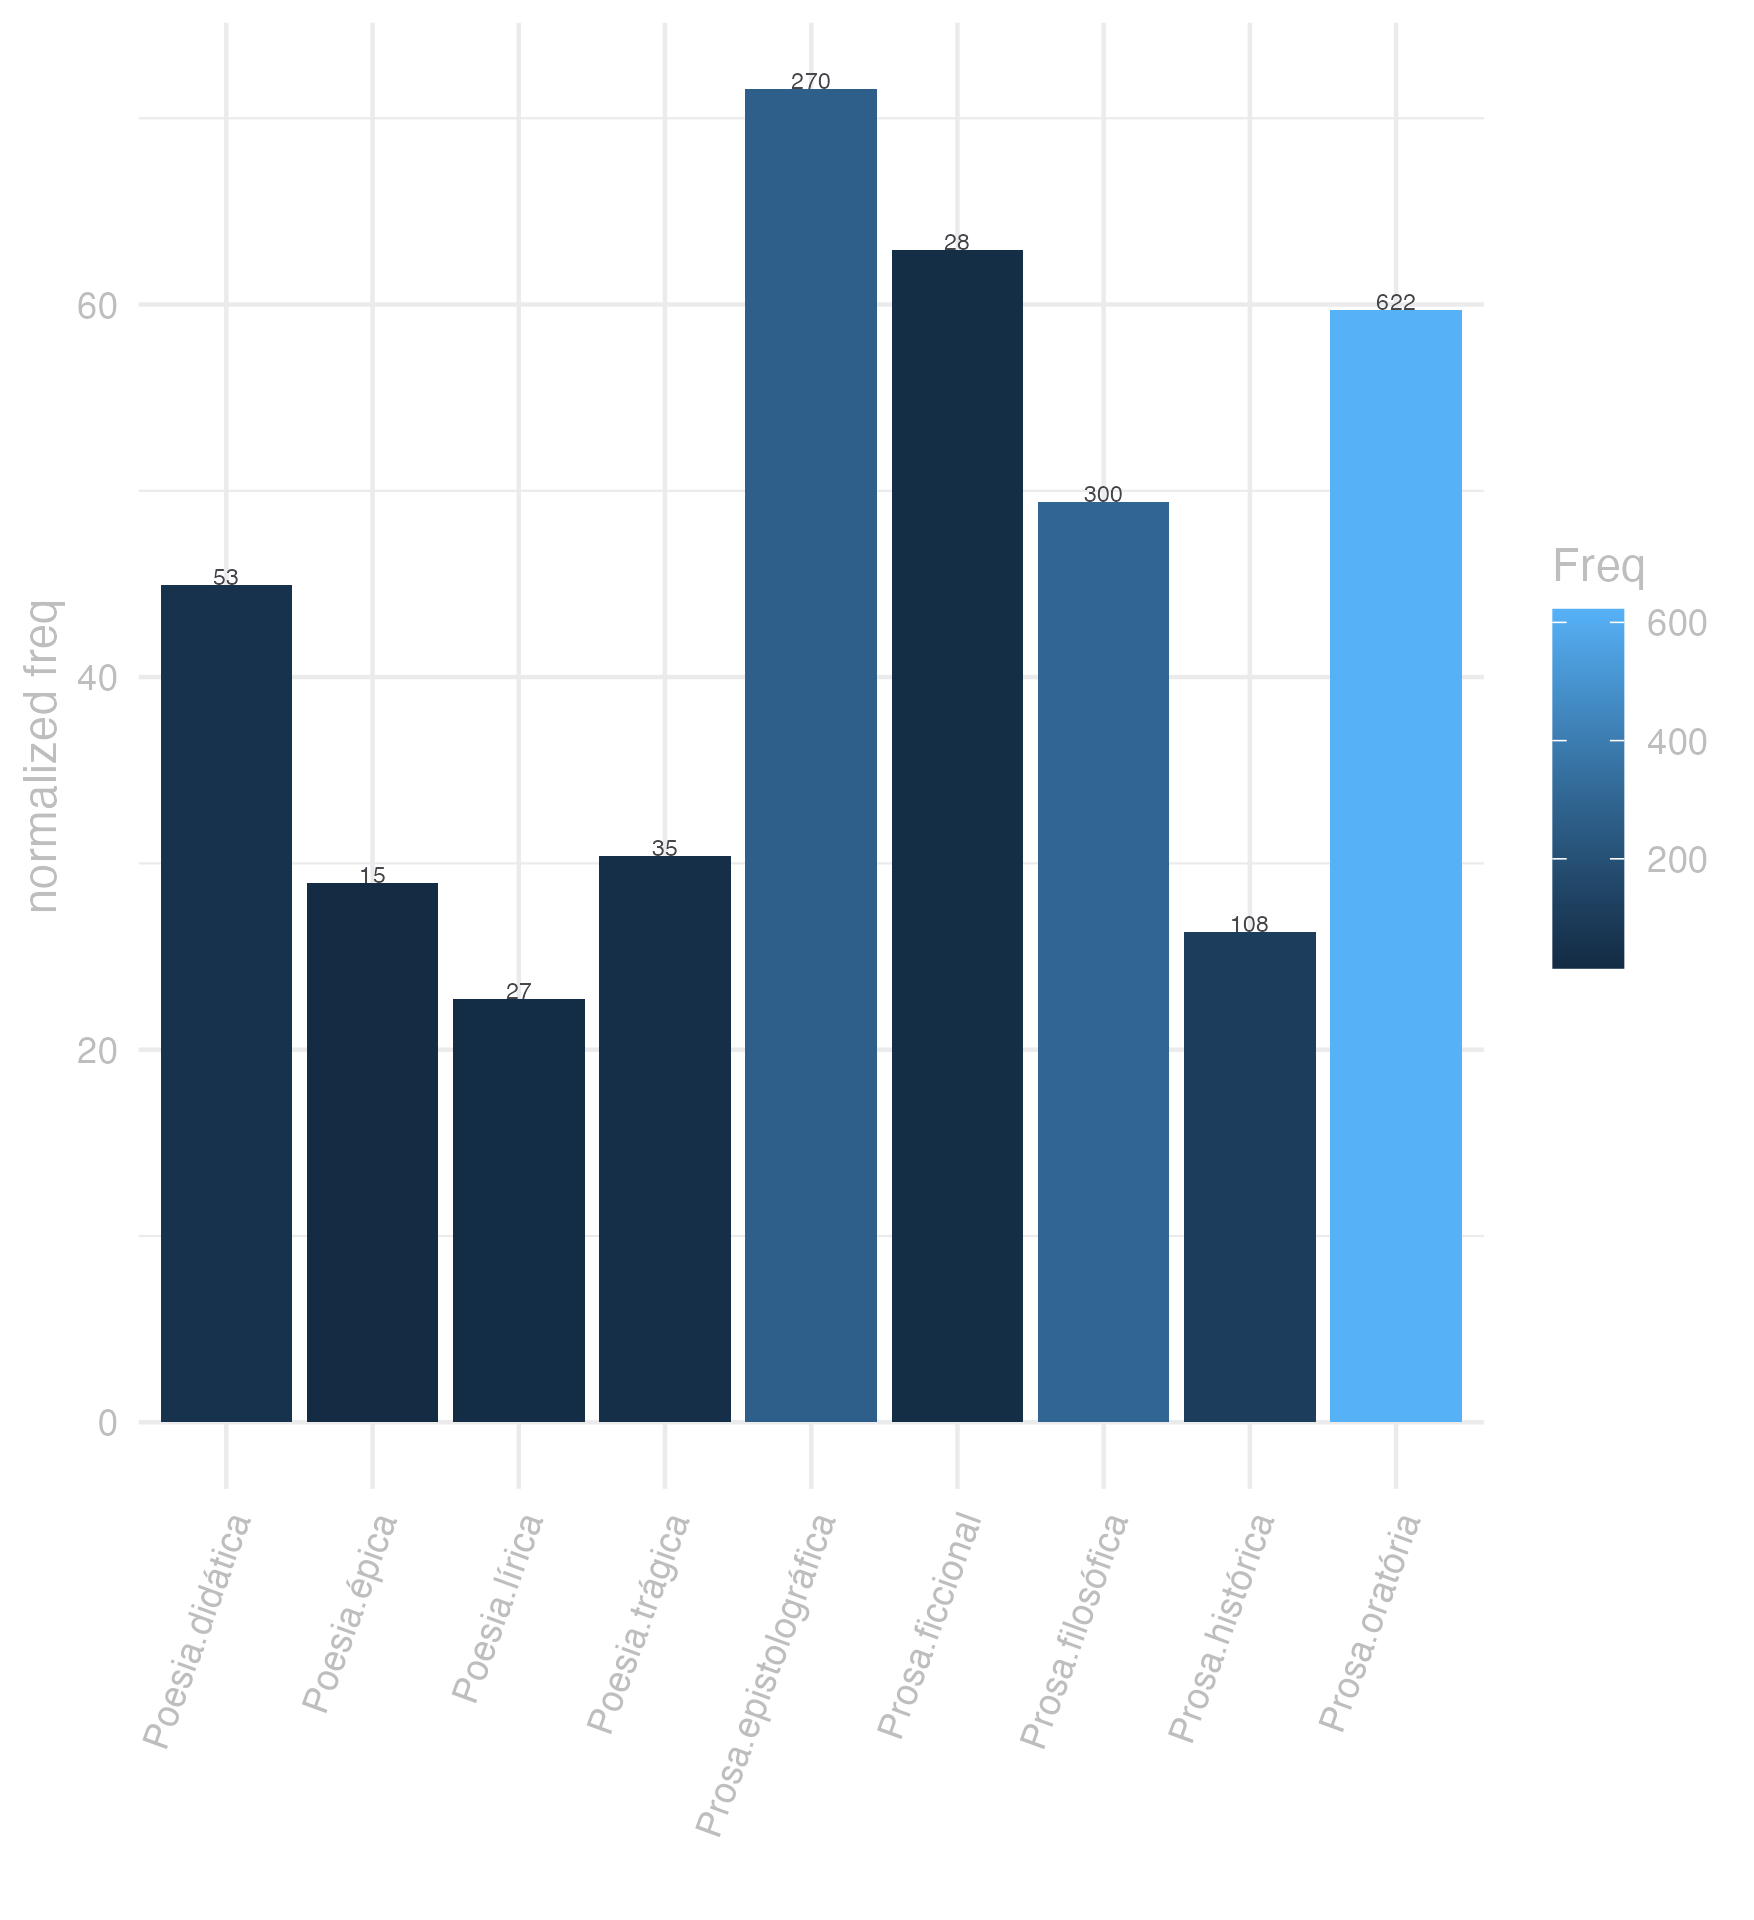 270
28
622
300
53
35
15
108
27
normalized freq
60
40
20
0
Poesia.didática
Poesia.épica
Poesia.lírica
Poesia.trágica
Prosa.epistolográfica
Prosa.ficcional
Prosa.filosófica
Prosa.histórica
Prosa.oratória
Freq
600
400
200